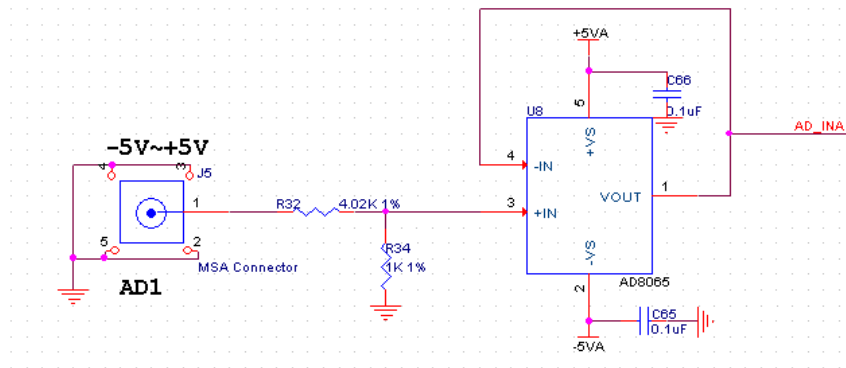 +5VA
C66
0.1uF
U8
5
+VS
AD_INA
-5V~+5V
4
3
J5
4
-IN
1
VOUT
1
R32
4.02K 1%
3
+IN
R34
1K 1%
-VS
5
2
MSA Connector
AD1
AD8065
2
C65
0.1uF
-5VA